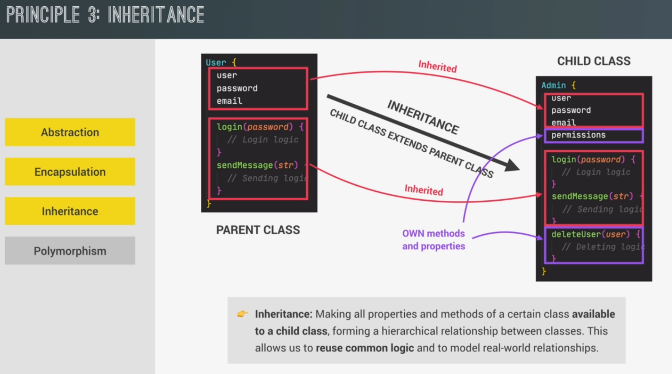 PRINCIPLE 3: INHERITANCE
Abstraction
Encapsulation
Inheritance
Polymorphism
User {
user
password
email
login(password) {
// Login logic
}
sendMessage(str) {
// Sending logic
}
}
PARENT CLASS
Inherited
INHERITANCE
CHILD CLASS EXTENDS PARENT CLASS
Inherited
OWN methods
and properties
CHILD CLASS
Admin {
user
password
email
permissions
login(password) {
// Login logic
}
sendMessage(str) {
// Sending logic
}
deleteUser(user) {
// Deleting logic
}
}
👉 Inheritance: Making all properties and methods of a certain class available
to a child class, forming a hierarchical relationship between classes. This
allows us to reuse common logic and to model real-world relationships.